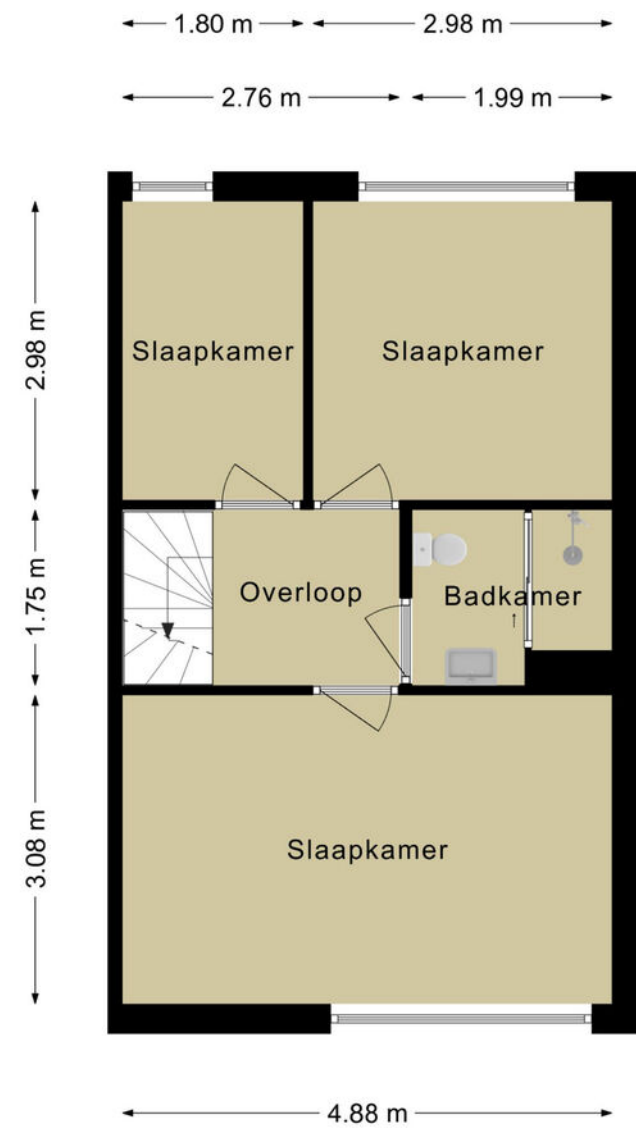 1.80 m
2.98 m
2.76 m
1.99 m
2.98 m
Slaapkamer
Slaapkamer
1.75 m
Overloop
Badkamer
3.08 m
Slaapkamer
4.88 m